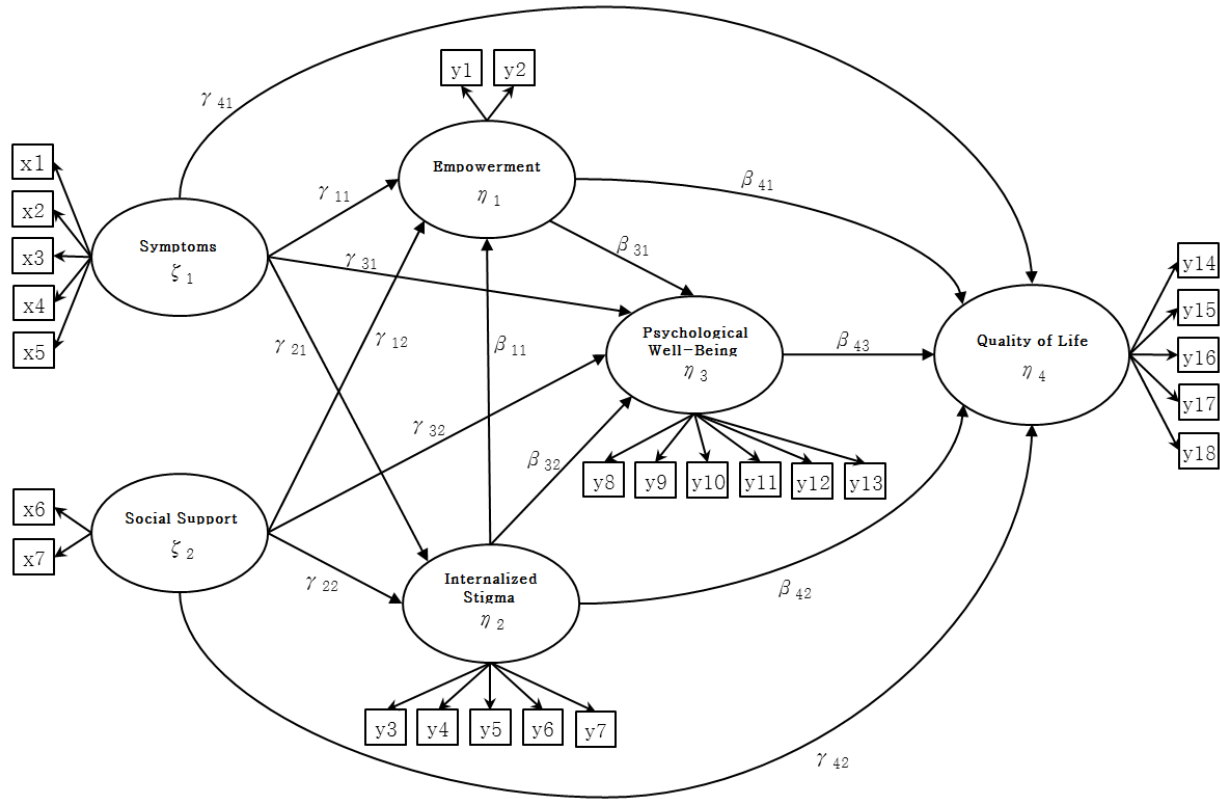 γ 41
y1 y2
x1
x2
x3
x4
x5
Empowerment
η 1
γ 11
β 41
Symptoms
ζ 1
β 31
γ 31
y14
y15
y16
y17
y18
γ 21
γ 12
β 11
Psychological
Well-Being
η 3
β 43
Quality of Life
η 4
γ 32
β 32
y8 y9 y10 y11 y12 y13
x6
x7
Social Support
ζ 2
γ 22
Internalized
Stigma
η 2
β 42
y3 y4 y5 y6 y7
γ 42